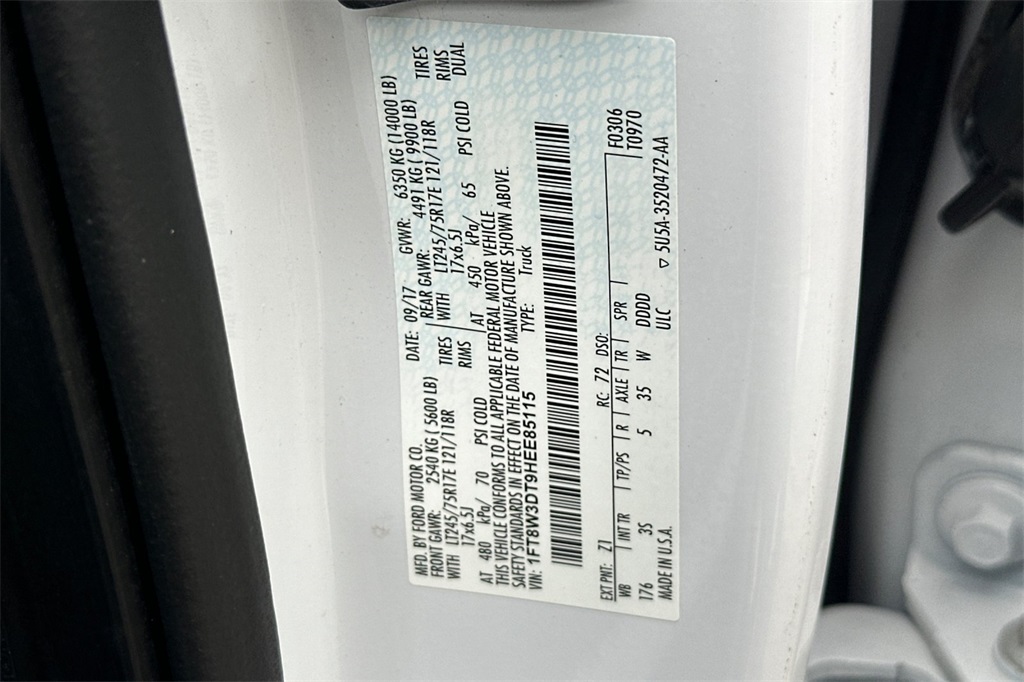 MFD. BY FORD MOTOR CO.
DATE: 09/17 GVWR: 6350 KG (14000 LB)
FRONT GAWR: 2540 KG ( 5600 LB) REAR GAWR: 4491 KG ( 9900 LB)
WITH LT245/75R17E 121/118R TIRES WITH LT245/75R17E 121/118R TIRES
17x6.5J RIMS 17x6.5J RIMS
AT 480 kPa/ 70 PSI COLD AT 450 kPa/ 65 PSI COLD DUAL
THIS VEHICLE CONFORMS TO ALL APPLICABLE FEDERAL MOTOR VEHICLE
SAFETY STANDARDS IN EFFECT ON THE DATE OF MANUFACTURE SHOWN ABOVE.
VIN: 1FT8W3DT9HEE85115 TYPE: Truck
EXT PNT: Z1 RC: 72 DSO: F0306
WB INT TR TP/PS R AXLE TR SPR T0970
176 3S 5 35 W DDDD
MADE IN U.S.A. ULC 5U5A-3520472-AA